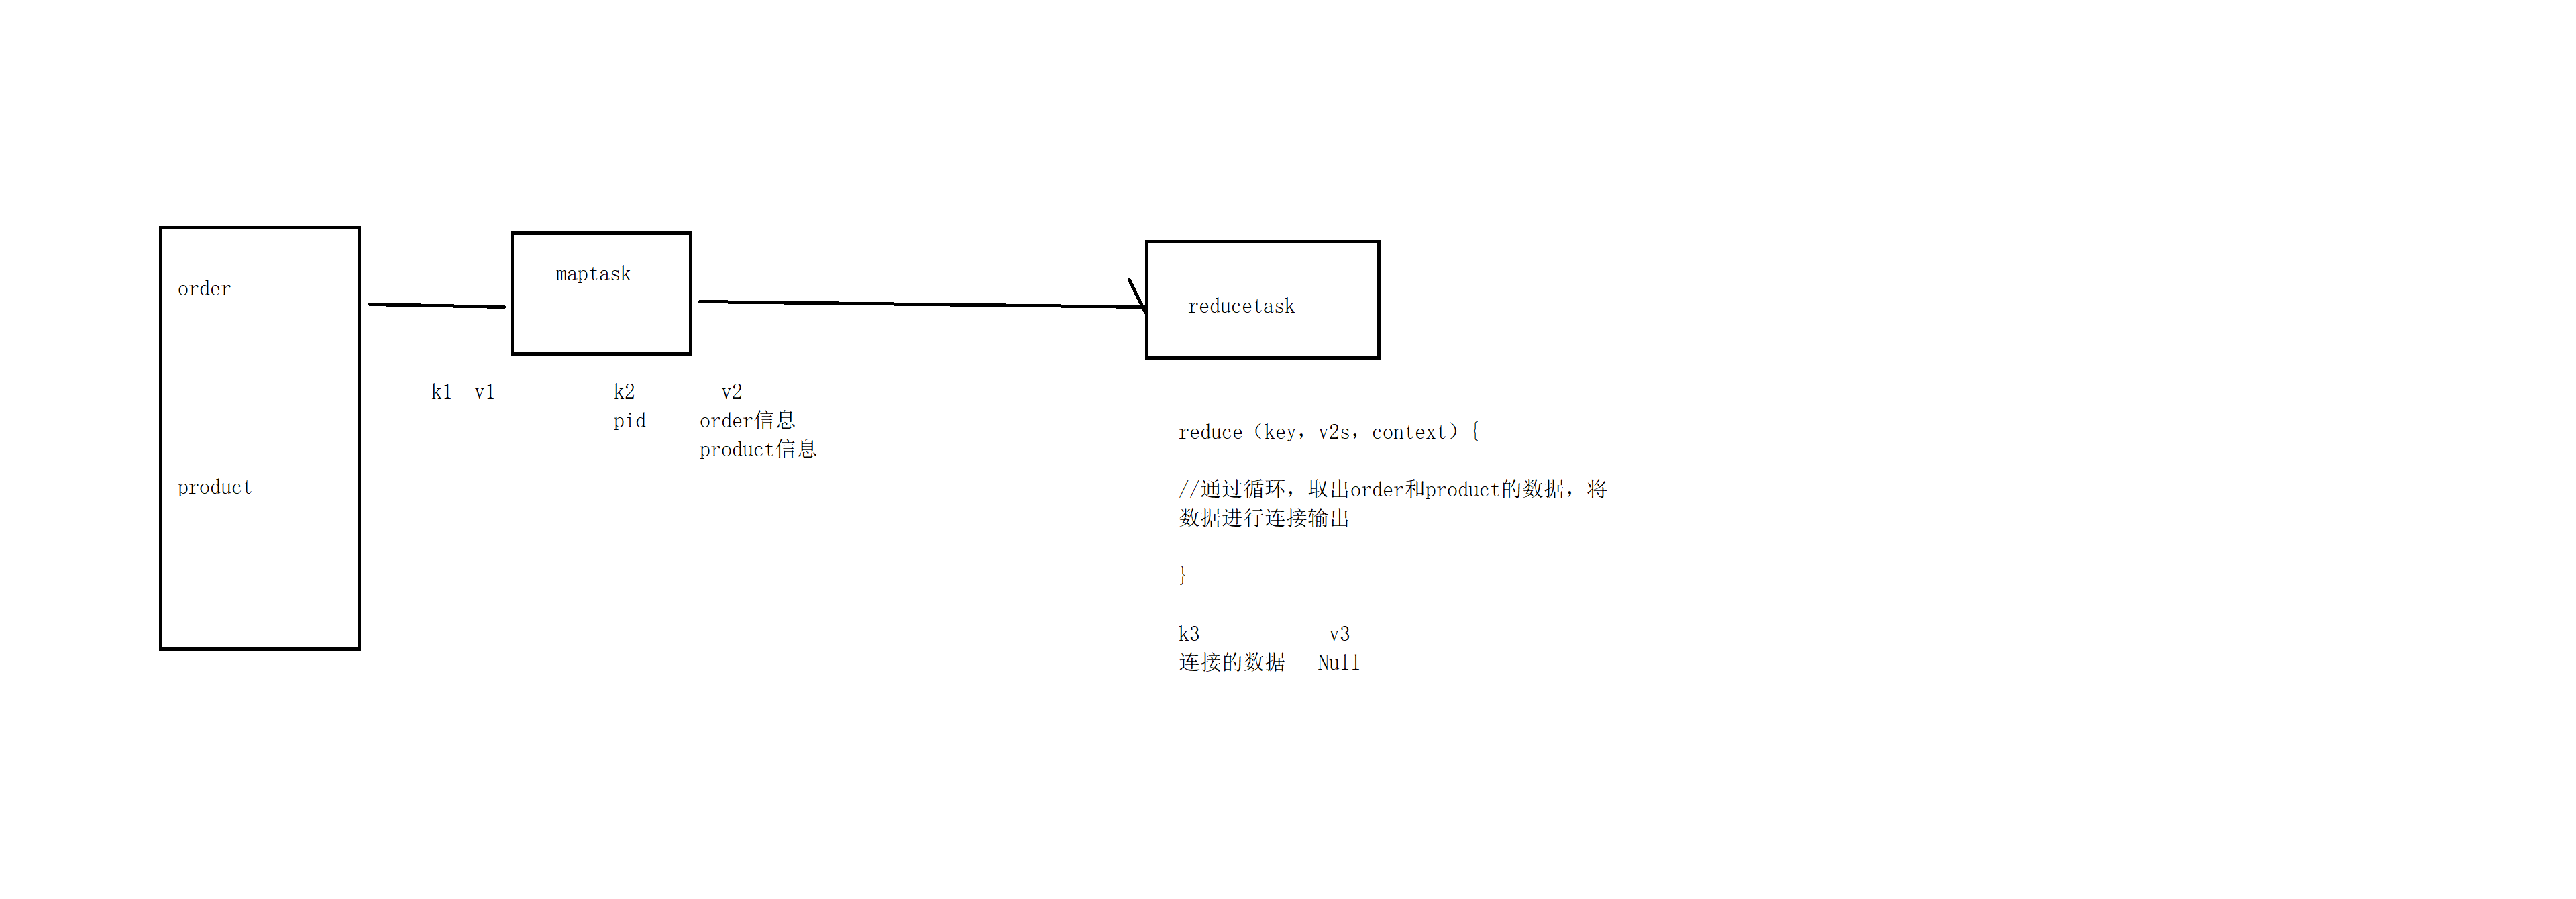 order
product
maptask
k1 v1
k2 v2
pid order信息
product信息
reducetask
reduce（key，v2s，context）{
//通过循环，取出order和product的数据，将
数据进行连接输出
}
k3 v3
连接的数据 Null